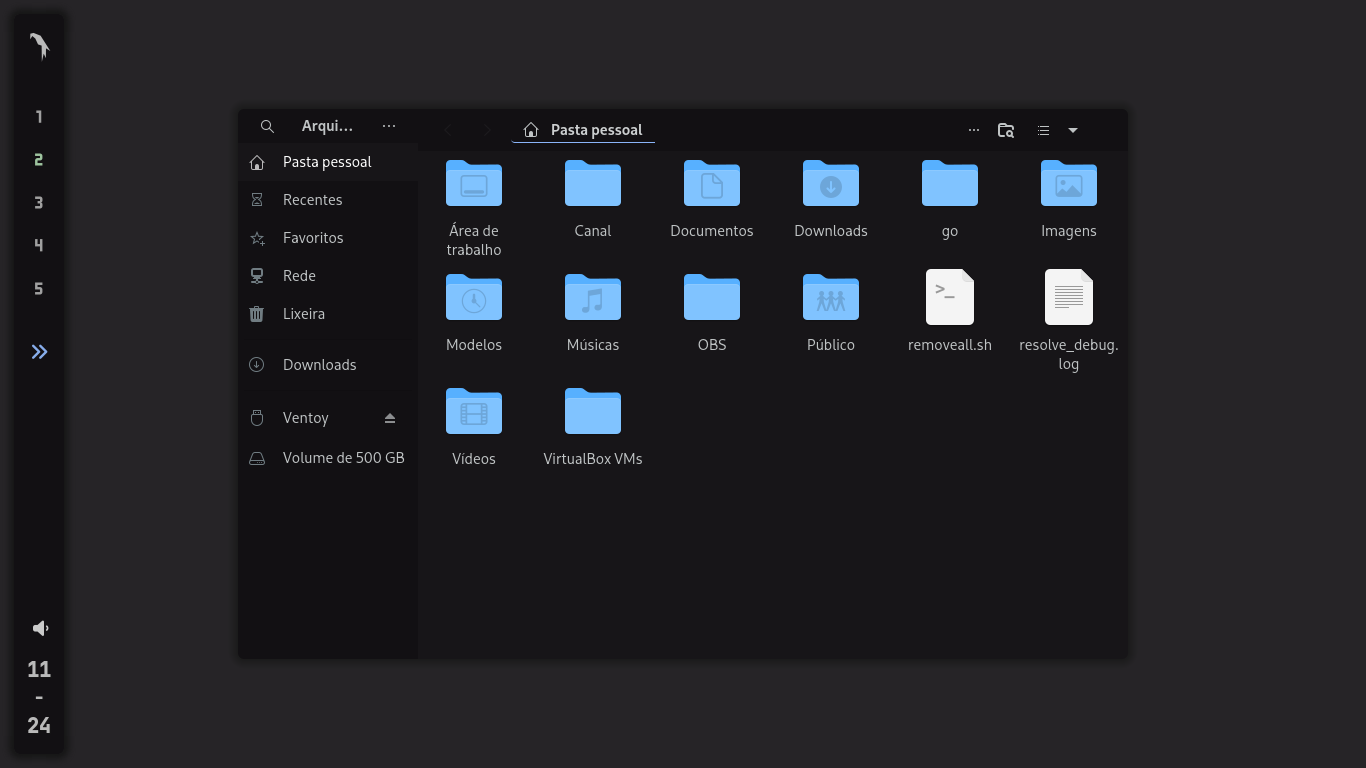 1
2
3
4
5
11
-
24
Arqui...
Pasta pessoal
Recentes
Favoritos
Rede
Lixeira
Downloads
Ventoy
Volume de 500 GB
Pasta pessoal
Área de
trabalho
Canal
Documentos
Downloads
go
Imagens
Modelos
Músicas
OBS
Público
>_
removeall.sh
resolve_debug.
log
Vídeos
VirtualBox VMs